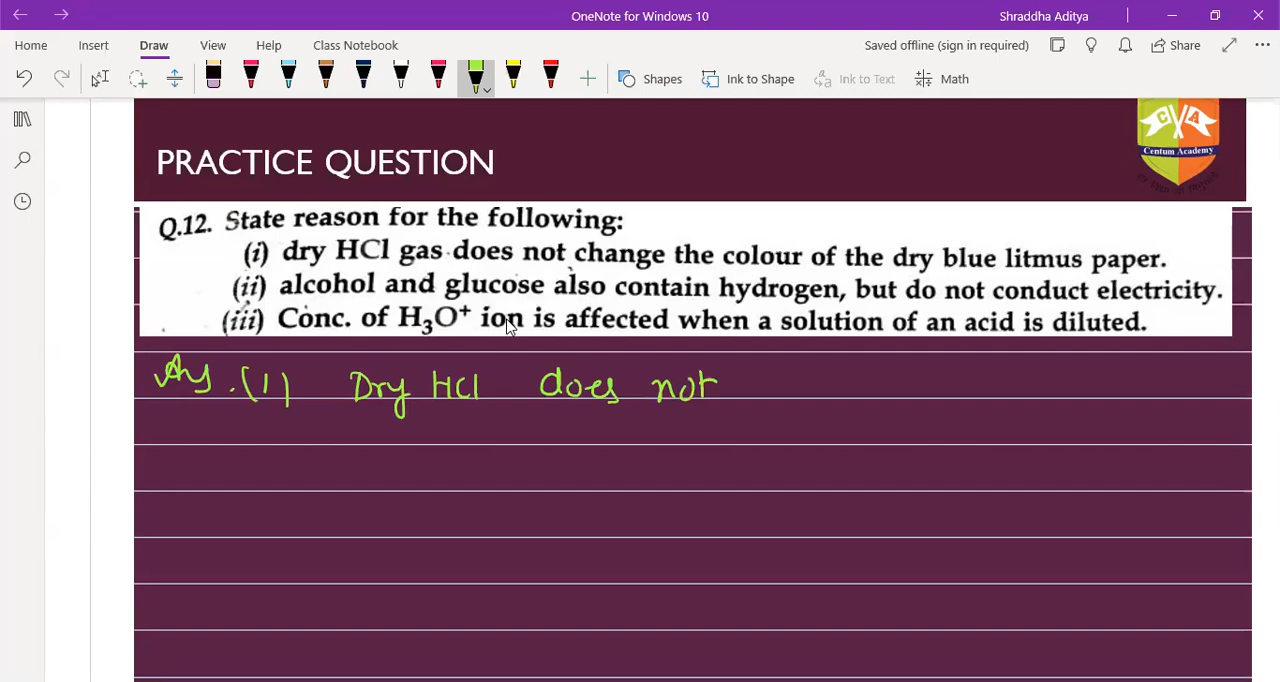 OneNote for Windows 10
Shraddha Aditya
Home Insert Draw View Help Class Notebook
Saved offline (sign in required)
Share
Shapes
Ink to Shape
Ink to Text
Math
PRACTICE QUESTION
C A
Centum Academy
Q.12. State reason for the following:
(i) dry HCl gas does not change the colour of the dry blue litmus paper.
(ii) alcohol and glucose also contain hydrogen, but do not conduct electricity.
(iii) Conc. of H₃O⁺ ion is affected when a solution of an acid is diluted.
Ans.(1) Dry HCl does not